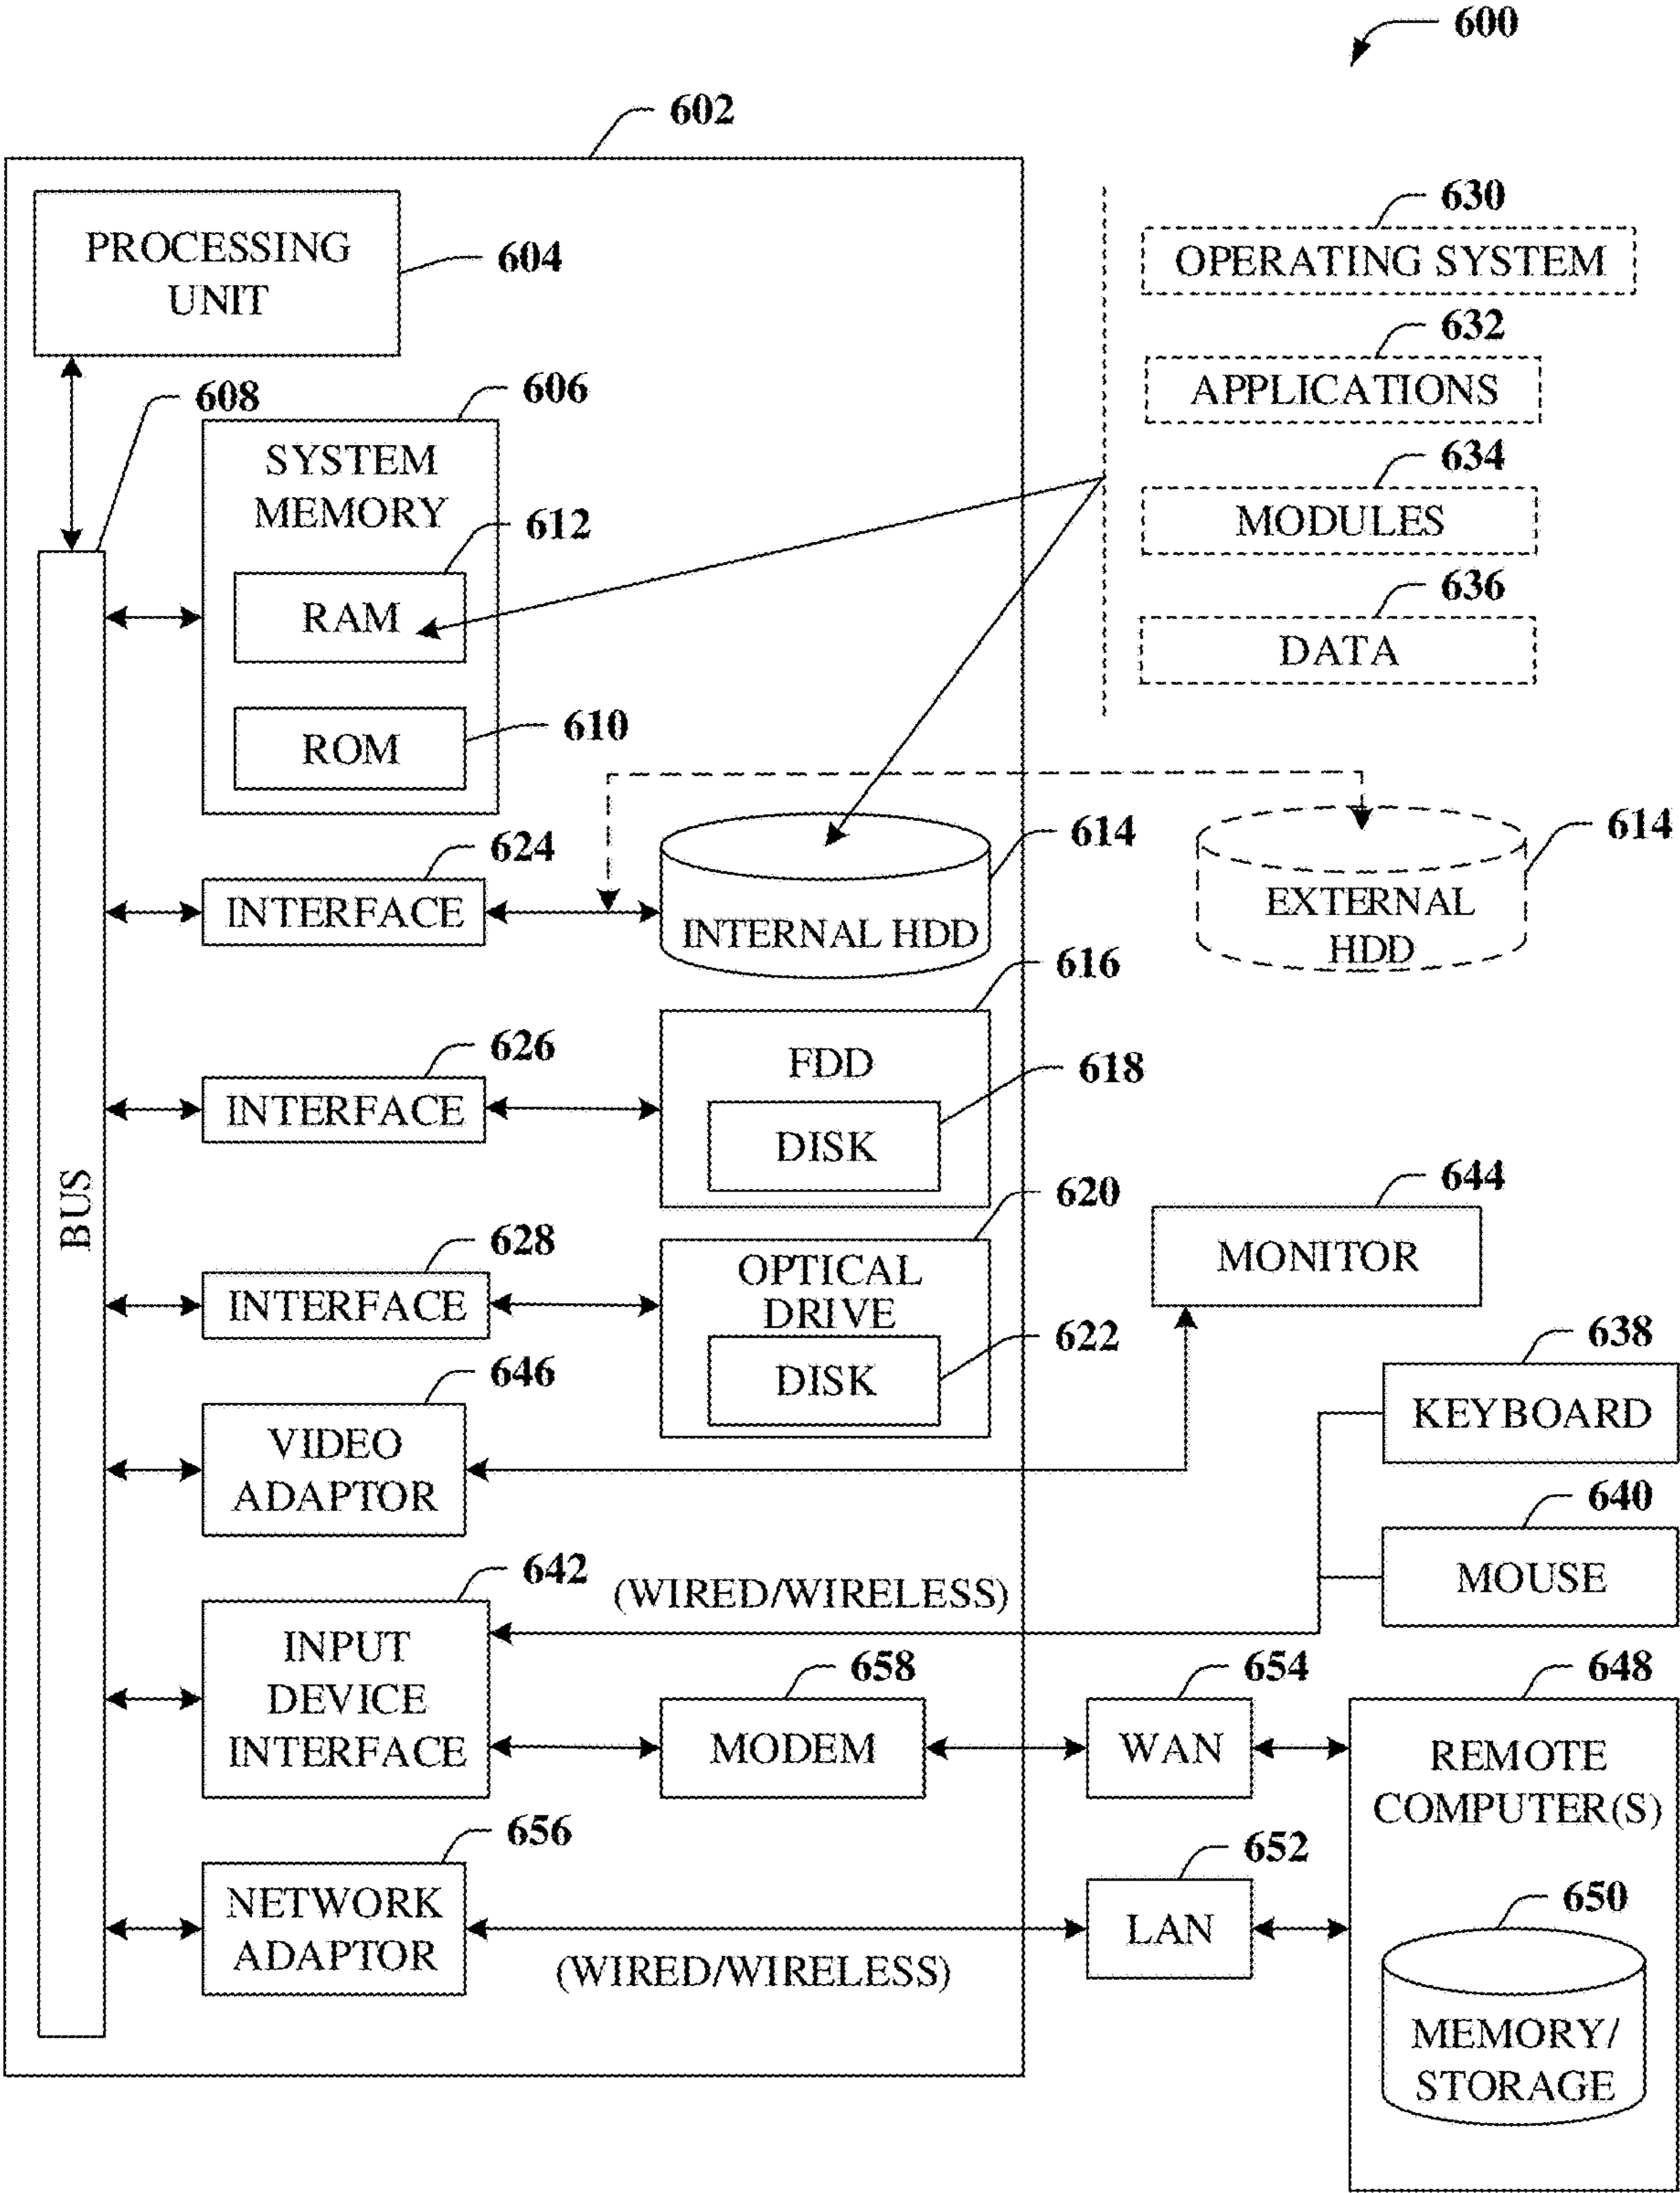 600
602
PROCESSING
UNIT
604
630
OPERATING SYSTEM
632
APPLICATIONS
634
MODULES
636
DATA
608
606
SYSTEM
MEMORY
612
RAM
610
ROM
624
INTERFACE
614
INTERNAL HDD
614
EXTERNAL
HDD
626
INTERFACE
616
FDD
618
DISK
BUS
628
INTERFACE
620
OPTICAL
DRIVE
622
DISK
644
MONITOR
646
VIDEO
ADAPTOR
638
KEYBOARD
640
MOUSE
642
INPUT
DEVICE
INTERFACE
(WIRED/WIRELESS)
658
MODEM
654
WAN
648
REMOTE
COMPUTER(S)
656
NETWORK
ADAPTOR
(WIRED/WIRELESS)
652
LAN
650
MEMORY/
STORAGE